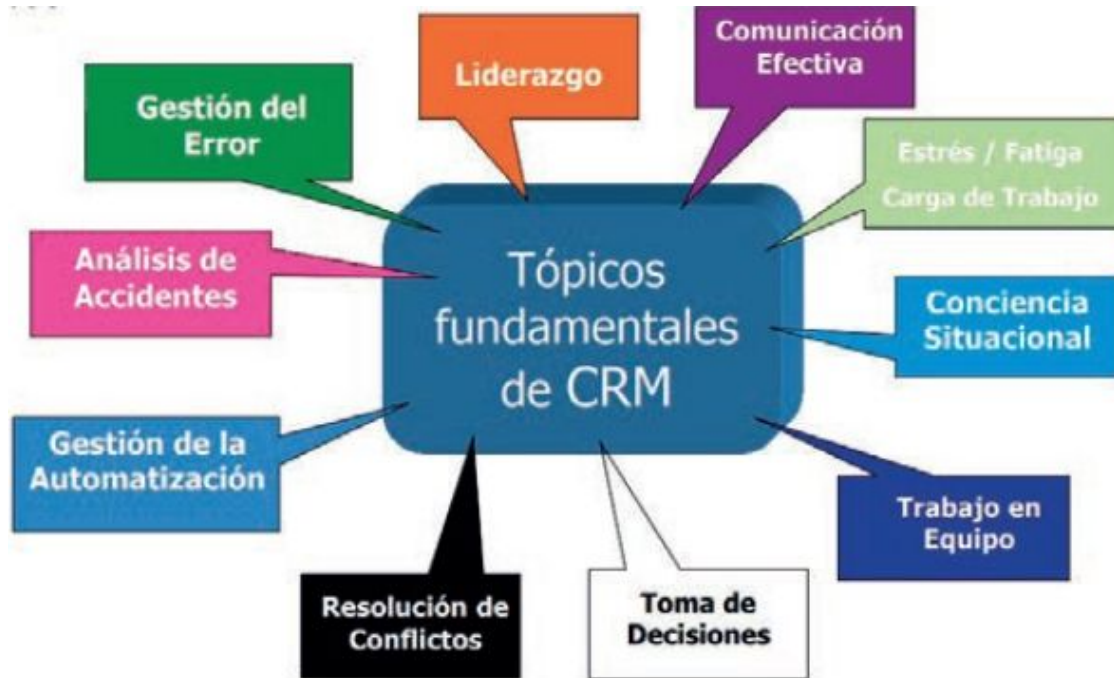 Tópicos
fundamentales
de CRM
Liderazgo
Comunicación
Efectiva
Estrés / Fatiga
Carga de Trabajo
Conciencia
Situacional
Trabajo en
Equipo
Toma de
Decisiones
Resolución de
Conflictos
Gestión de la
Automatización
Análisis de
Accidentes
Gestión del
Error